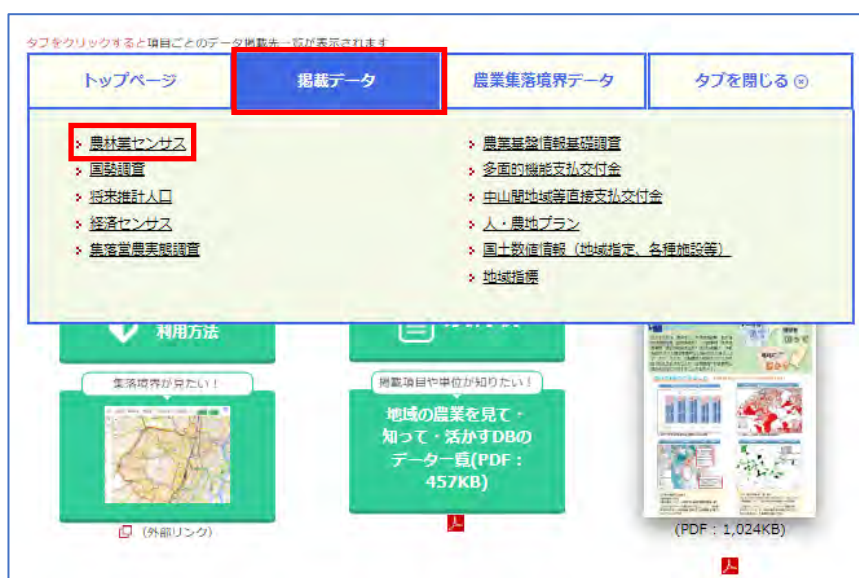 タブをクリックすると項目ごとのデータ掲載先一覧が表示されます
トップページ
掲載データ
農業集落境界データ
タブを閉じる
農林業センサス
国勢調査
将来推計人口
経済センサス
集落営農実態調査
農業基盤情報基礎調査
多面的機能支払交付金
中山間地域等直接支払交付金
人・農地プラン
国土数値情報(地域指定、各種施設等)
地域指標
利用方法
集落境界が見たい!
(外部リンク)
掲載項目や単位が知りたい!
地域の農業を見て・
知って・活かすDBの
データ一覧(PDF:
457KB)
(PDF:1,024KB)